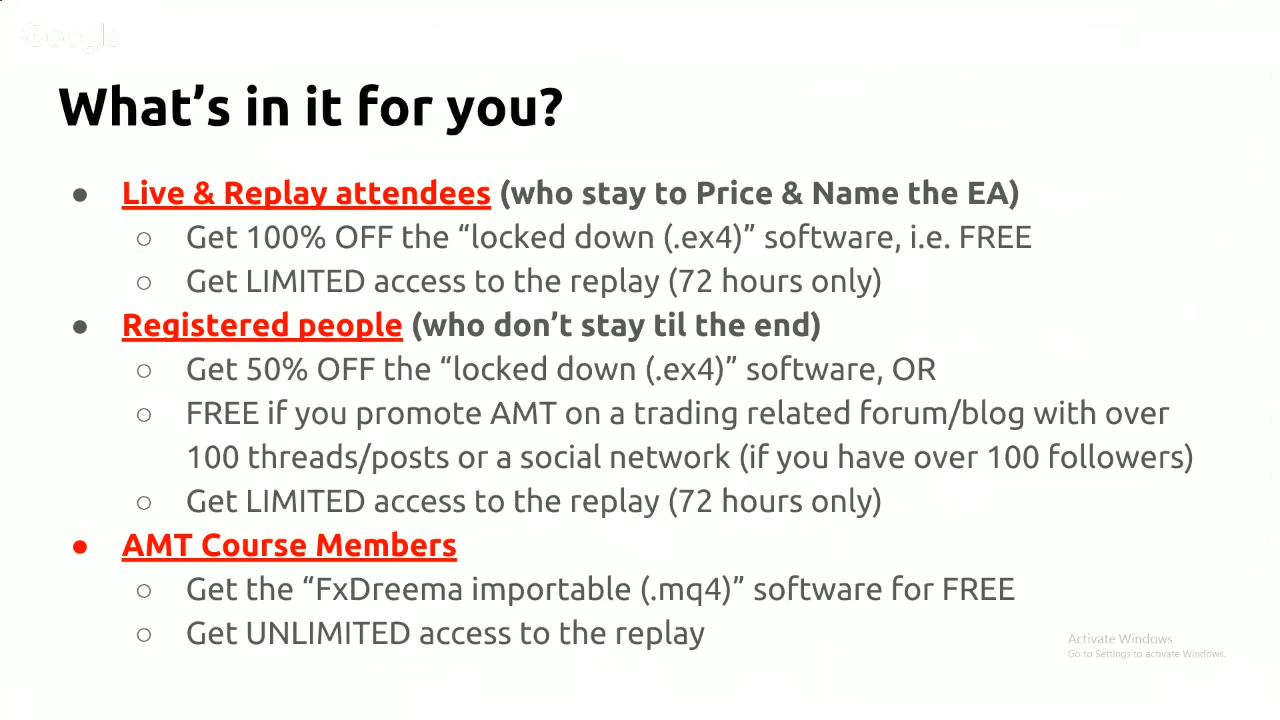 Google
What’s in it for you?
● Live & Replay attendees (who stay to Price & Name the EA)
○ Get 100% OFF the “locked down (.ex4)” software, i.e. FREE
○ Get LIMITED access to the replay (72 hours only)
● Registered people (who don’t stay til the end)
○ Get 50% OFF the “locked down (.ex4)” software, OR
○ FREE if you promote AMT on a trading related forum/blog with over
100 threads/posts or a social network (if you have over 100 followers)
○ Get LIMITED access to the replay (72 hours only)
● AMT Course Members
○ Get the “FxDreema importable (.mq4)” software for FREE
○ Get UNLIMITED access to the replay
Activate Windows
Go to Settings to activate Windows.